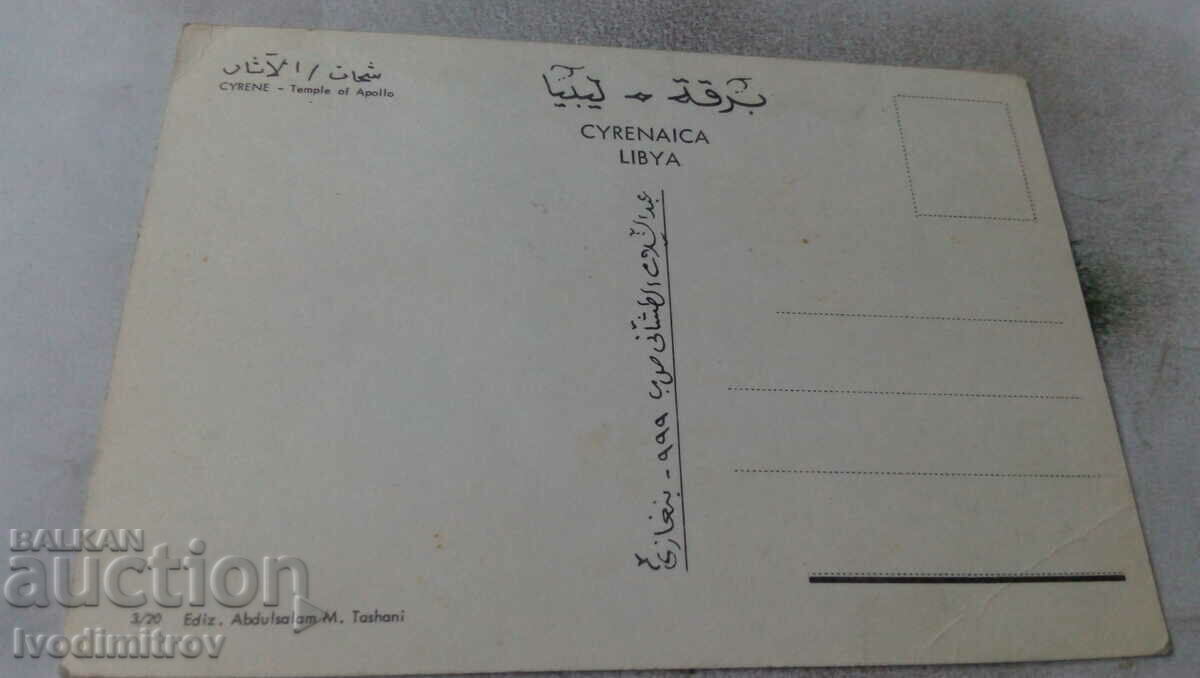 شحات / الآثار
CYRENE - Temple of Apollo
برقة - ليبيا
CYRENAICA
LIBYA
عبد السلام الطشاني ص ب ٩٩٩ - بنغازي
3/20 Ediz. Abdulsalam M. Tashani
BALKAN
auction
Ivodimitrov